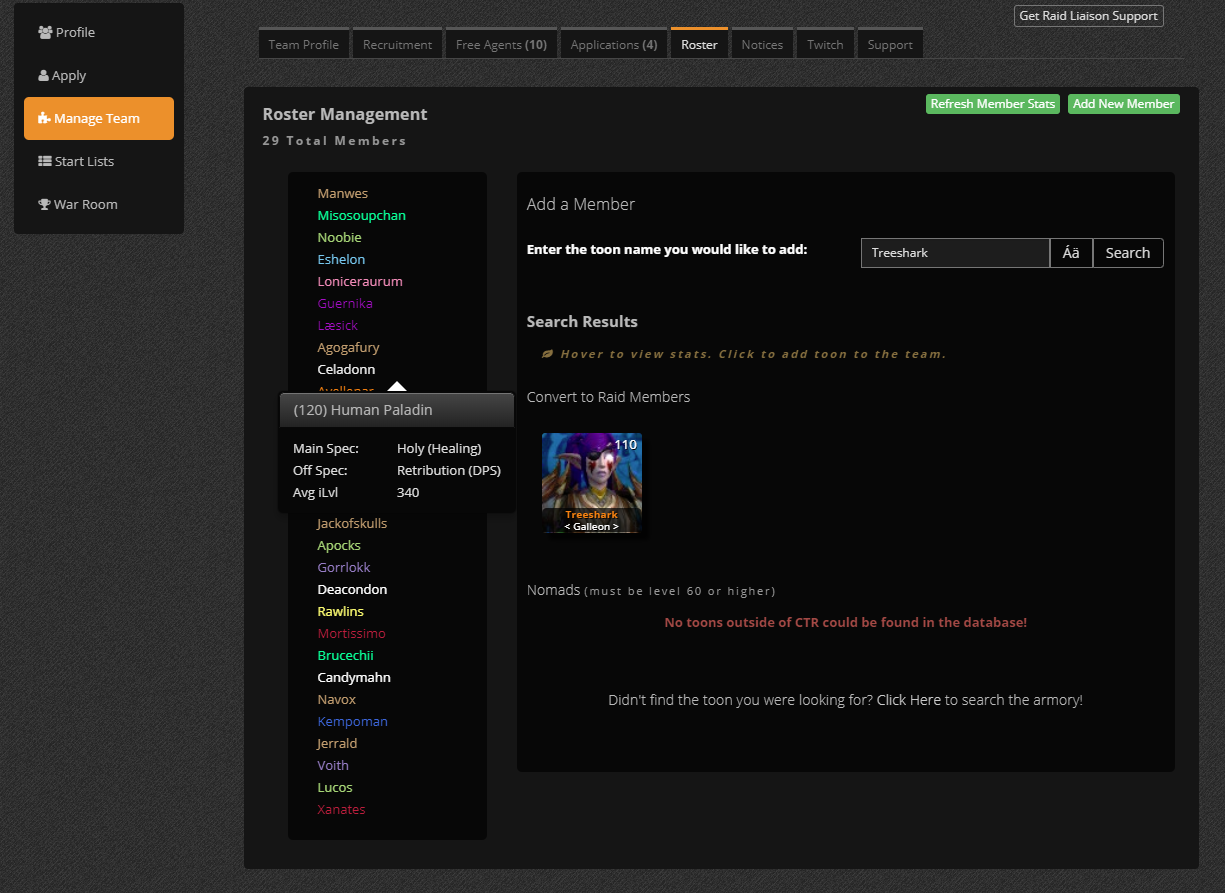 Get Raid Liaison Support
Profile
Apply
Manage Team
Start Lists
War Room
Team Profile
Recruitment
Free Agents (10)
Applications (4)
Roster
Notices
Twitch
Support
Roster Management
29 Total Members
Refresh Member Stats
Add New Member
Manwes
Misosoupchan
Noobie
Eshelon
Loniceraurum
Guernika
Læsick
Agogafury
Celadonn
(120) Human Paladin
Main Spec: Holy (Healing)
Off Spec: Retribution (DPS)
Avg iLvl 340
Jackofskulls
Apocks
Gorrlokk
Deacondon
Rawlins
Mortissimo
Brucechii
Candymahn
Navox
Kempoman
Jerrald
Voith
Lucos
Xanates
Add a Member
Enter the toon name you would like to add:
Treeshark
Áä
Search
Search Results
Hover to view stats. Click to add toon to the team.
Convert to Raid Members
110
Treeshark
< Galleon >
Nomads (must be level 60 or higher)
No toons outside of CTR could be found in the database!
Didn't find the toon you were looking for? Click Here to search the armory!